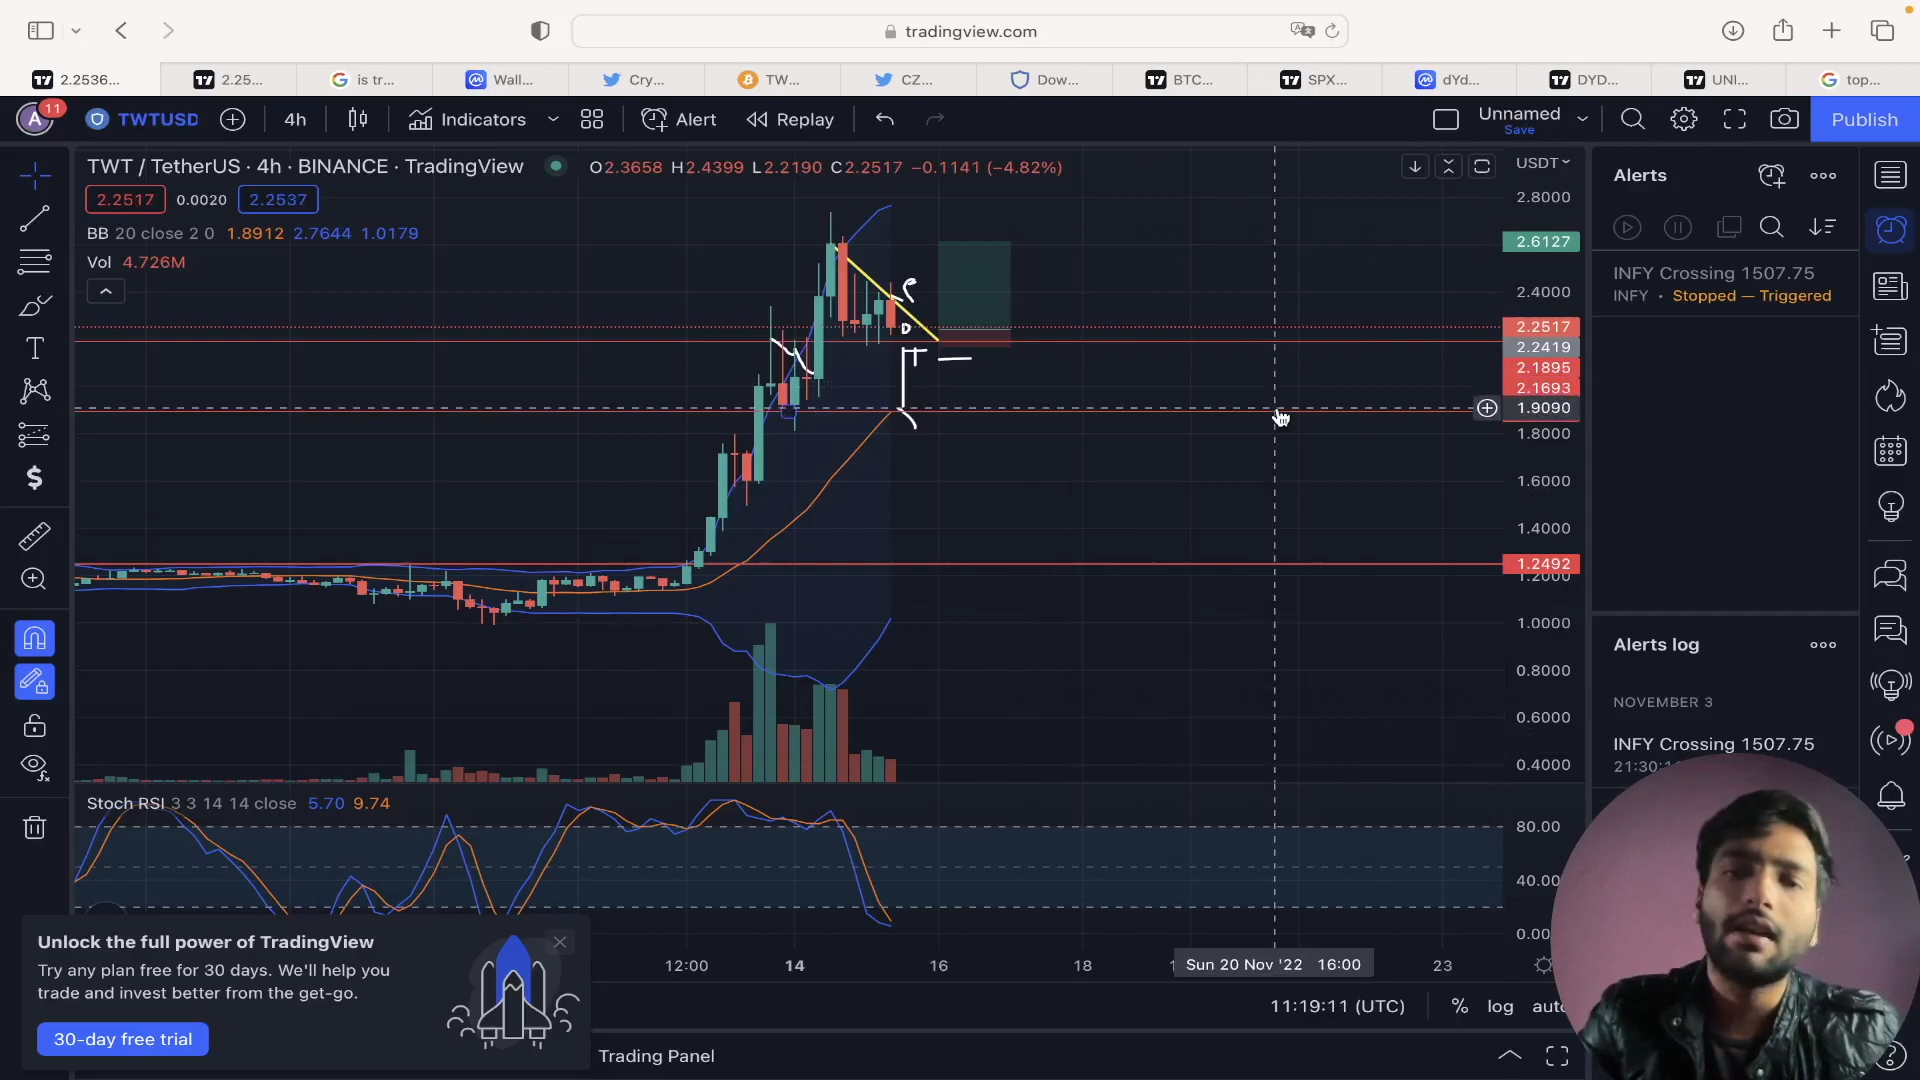 tradingview.com
2.2536...
2.25...
is tr...
Wall...
Cry...
TW...
CZ...
Dow...
BTC...
SPX...
dYd...
DYD...
UNI...
top...
A
11
TWTUSD
4h
Indicators
Alert
Replay
Unnamed
Save
Publish
TWT / TetherUS · 4h · BINANCE · TradingView
O2.3658 H2.4399 L2.2190 C2.2517 −0.1141 (−4.82%)
USDT
2.2517
0.0020
2.2537
BB 20 close 2 0 1.8912 2.7644 1.0179
Vol 4.726M
2.8000
2.6127
2.4000
2.2517
2.2419
2.1895
2.1693
1.9090
1.8000
1.6000
1.4000
1.2492
1.2000
1.0000
0.8000
0.6000
0.4000
Stoch RSI 3 3 14 14 close 5.70 9.74
80.00
40.00
0.00
12:00
14
16
18
Sun 20 Nov '22 16:00
23
11:19:11 (UTC)
%
log
auto
Trading Panel
Unlock the full power of TradingView
Try any plan free for 30 days. We'll help you
trade and invest better from the get-go.
30-day free trial
Alerts
INFY Crossing 1507.75
INFY • Stopped — Triggered
Alerts log
NOVEMBER 3
INFY Crossing 1507.75